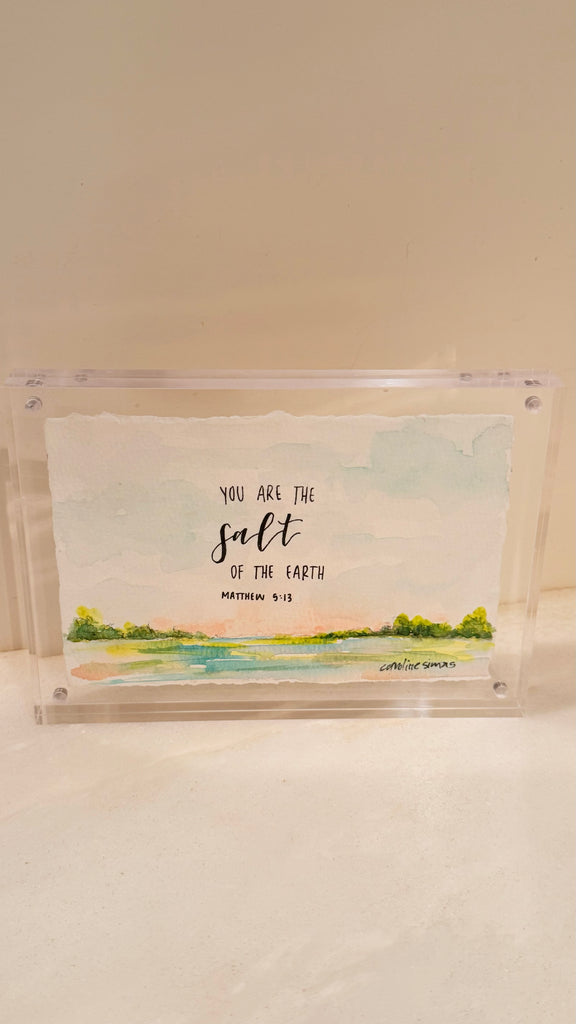 YOU ARE THE
salt
OF THE EARTH
MATTHEW 5:13
caroline simas